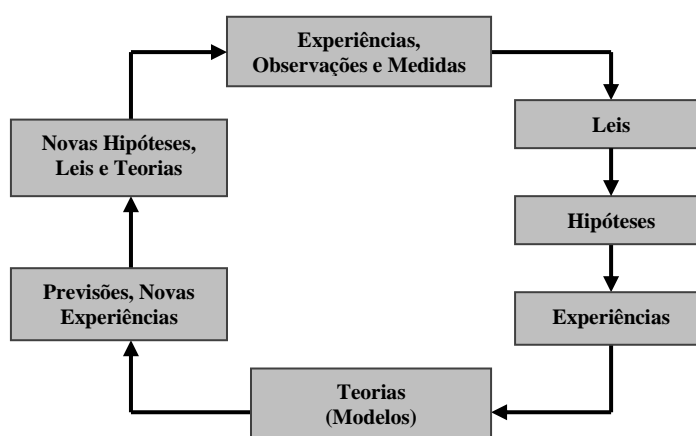 Experiências,
Observações e Medidas
Leis
Hipóteses
Experiências
Teorias
(Modelos)
Previsões, Novas
Experiências
Novas Hipóteses,
Leis e Teorias